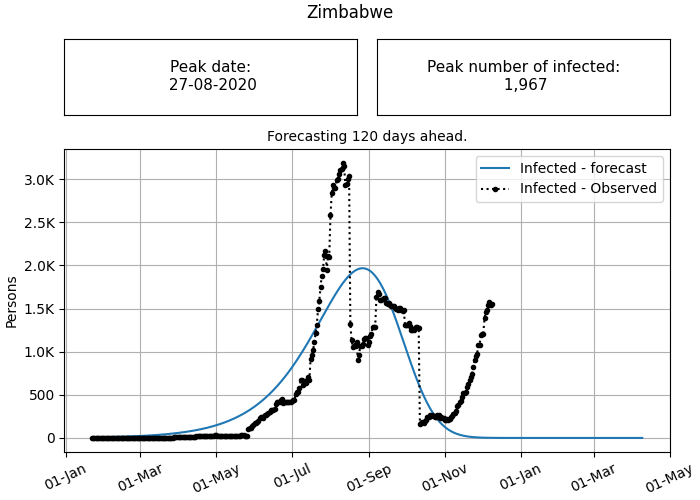 Zimbabwe
Peak date:
27-08-2020
Peak number of infected:
1,967
Forecasting 120 days ahead.
Infected - forecast
Infected - Observed
Persons
3.0K
2.5K
2.0K
1.5K
1.0K
500
0
01-Jan
01-Mar
01-May
01-Jul
01-Sep
01-Nov
01-Jan
01-Mar
01-May